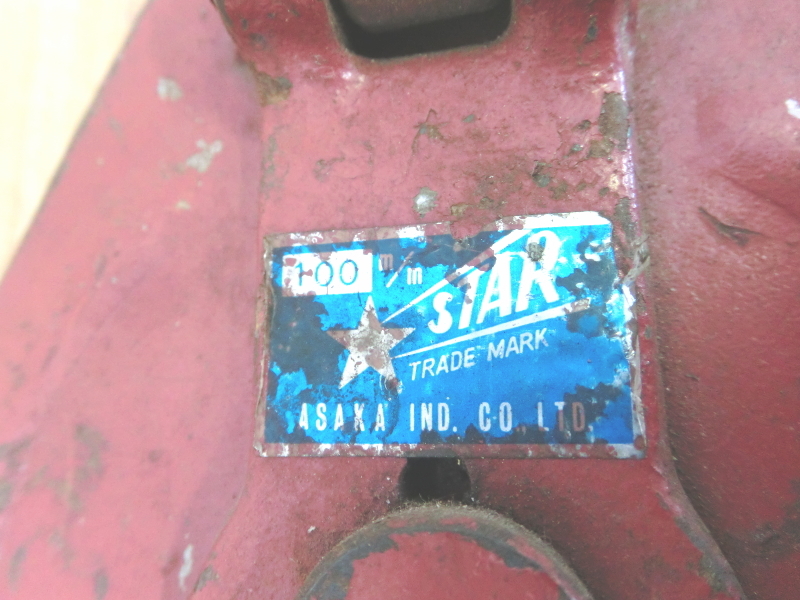 100 m/m
STAR
TRADE MARK
ASAKA IND. CO., LTD.